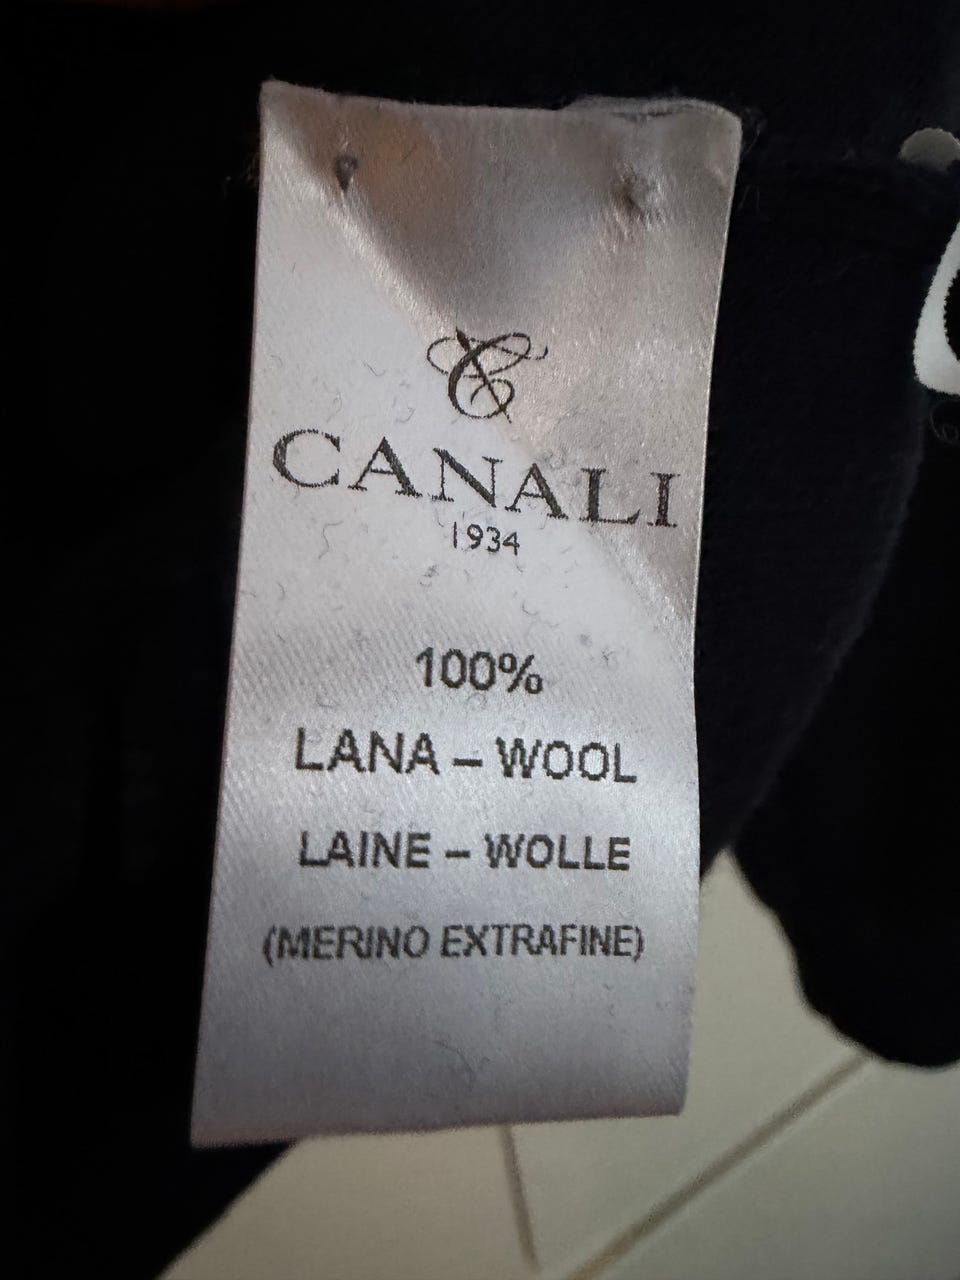 CANALI
1934
100%
LANA – WOOL
LAINE – WOLLE
(MERINO EXTRAFINE)